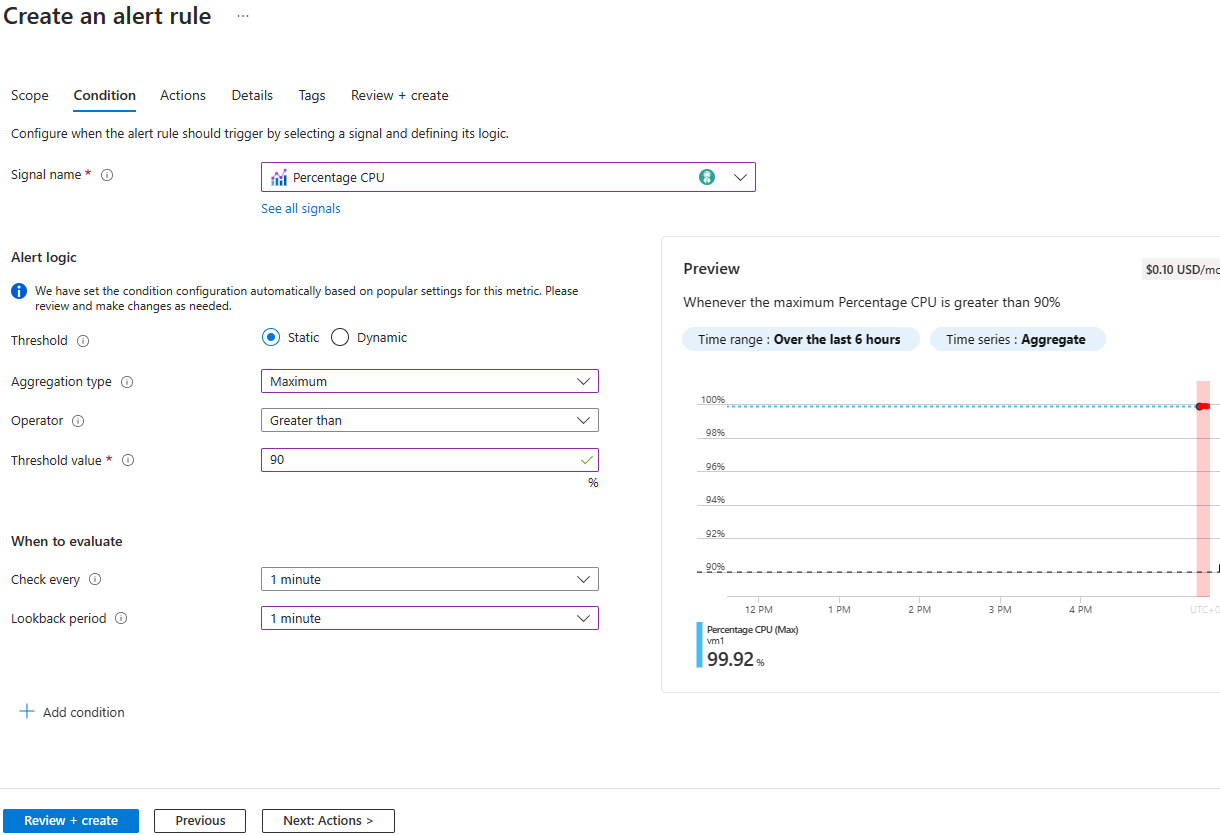 Create an alert rule ...
Scope Condition Actions Details Tags Review + create
Configure when the alert rule should trigger by selecting a signal and defining its logic.
Signal name *
Percentage CPU
See all signals
Alert logic
We have set the condition configuration automatically based on popular settings for this metric. Please
review and make changes as needed.
Threshold
Static Dynamic
Aggregation type
Maximum
Operator
Greater than
Threshold value *
90
%
When to evaluate
Check every
1 minute
Lookback period
1 minute
+ Add condition
Preview
$0.10 USD/mo
Whenever the maximum Percentage CPU is greater than 90%
Time range : Over the last 6 hours Time series : Aggregate
100%
98%
96%
94%
92%
90%
12 PM 1 PM 2 PM 3 PM 4 PM UTC+0
Percentage CPU (Max)
vm1
99.92 %
Review + create Previous Next: Actions >